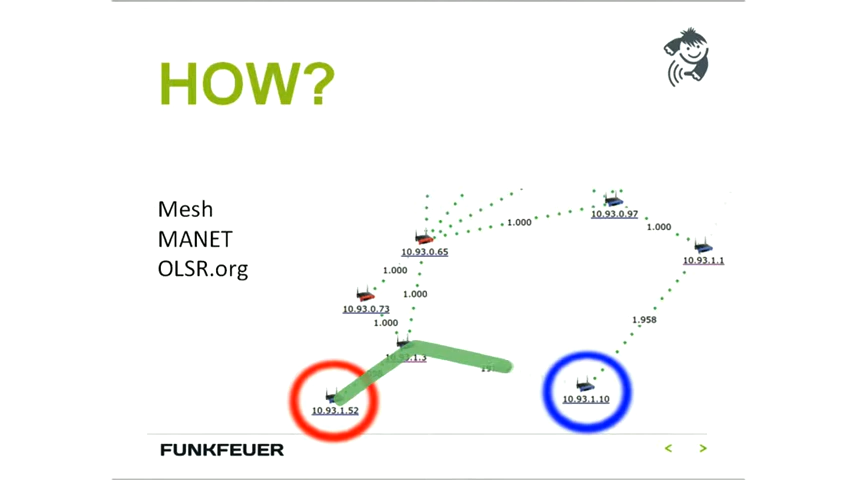 HOW?
Mesh
MANET
OLSR.org
10.93.0.97
1.000
1.000
10.93.0.65
10.93.1.1
1.000
1.000
10.93.0.73
1.000
1.958
10.93.1.52
10.93.1.10
FUNKFEUER
< >